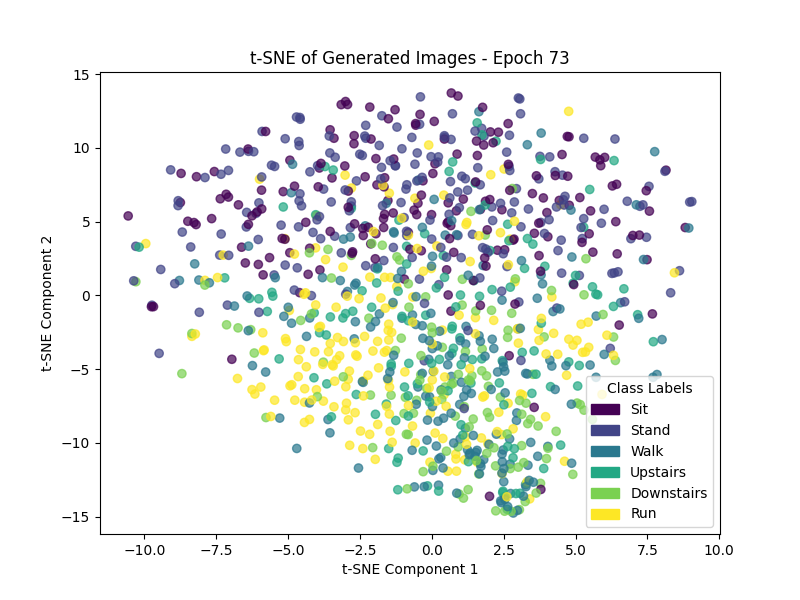 t-SNE of Generated Images - Epoch 73
15
10
5
0
−5
−10
−15
t-SNE Component 2
−10.0 −7.5 −5.0 −2.5 0.0 2.5 5.0 7.5 10.0
t-SNE Component 1
Class Labels
Sit
Stand
Walk
Upstairs
Downstairs
Run